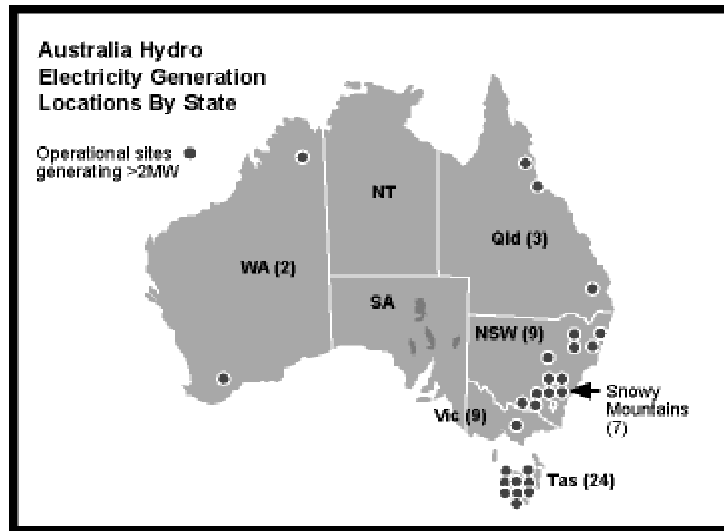 Australia Hydro
Electricity Generation
Locations By State
Operational sites
generating >2MW
NT
Qld (3)
WA (2)
SA
NSW (9)
Snowy
Mountains
(7)
Vic (9)
Tas (24)